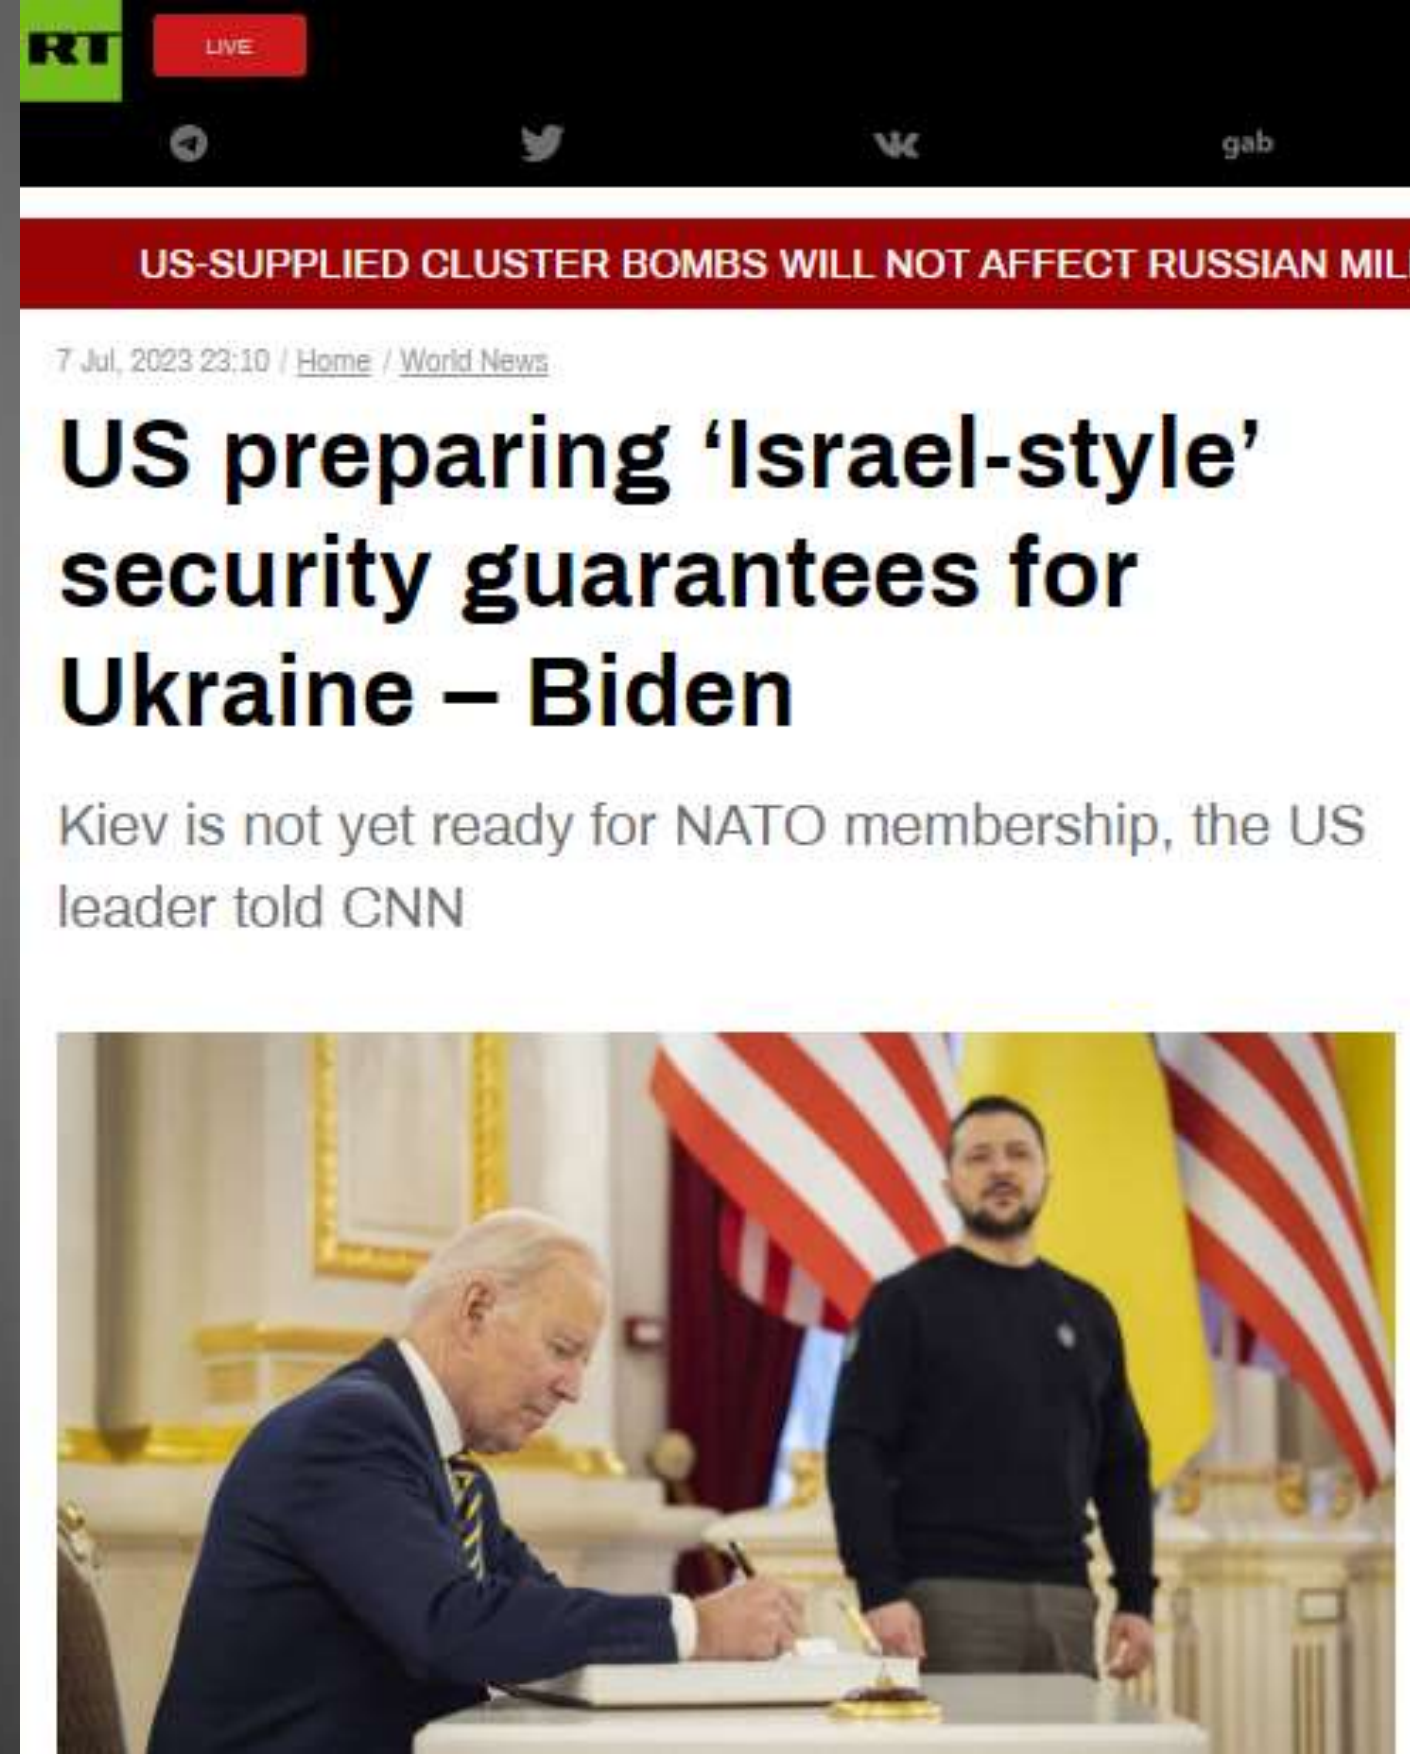 RT
LIVE
gab
US-SUPPLIED CLUSTER BOMBS WILL NOT AFFECT RUSSIAN MIL
7 Jul, 2023 23:10 / Home / World News
US preparing ‘Israel-style’
security guarantees for
Ukraine – Biden
Kiev is not yet ready for NATO membership, the US
leader told CNN